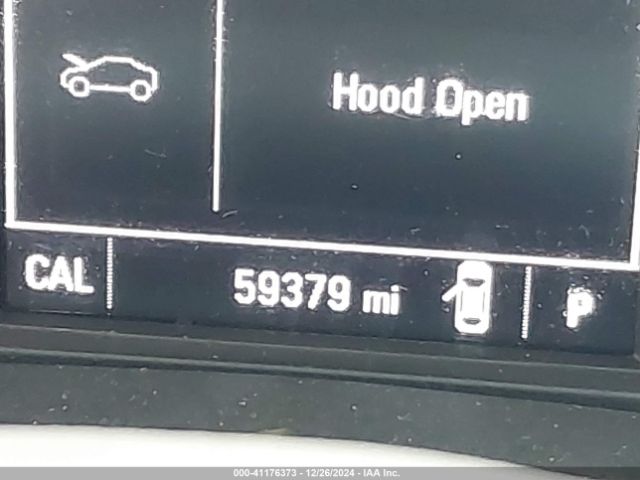 Hood Open
CAL 59379 mi P
000-41176373 - 12/26/2024 - IAA Inc.